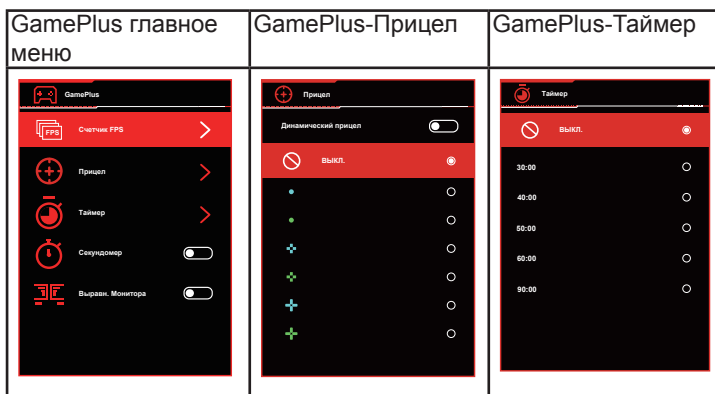 GamePlus главное
меню
GamePlus-Прицел
GamePlus-Таймер
GamePlus
FPS
Счетчик FPS
Прицел
Таймер
Секундомер
Выравн. Монитора
Прицел
Динамический прицел
ВЫКЛ.
Таймер
ВЫКЛ.
30:00
40:00
50:00
60:00
90:00